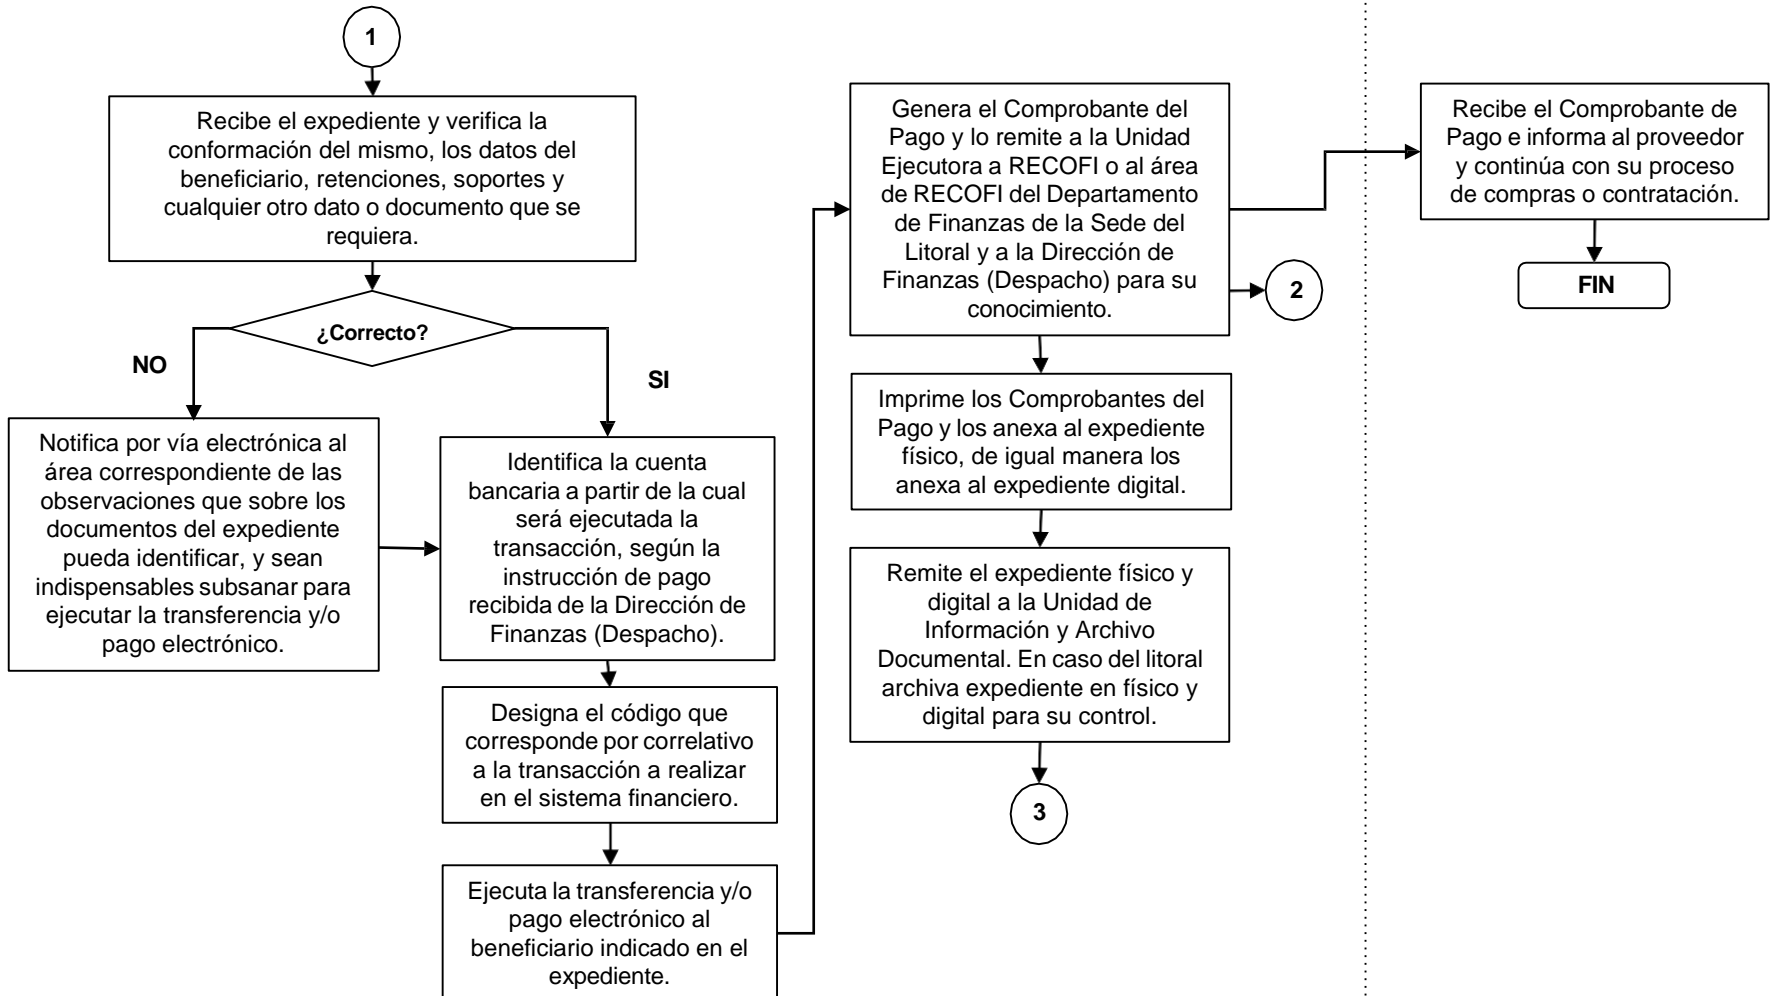 1
Recibe el expediente y verifica la
conformación del mismo, los datos del
beneficiario, retenciones, soportes y
cualquier otro dato o documento que se
requiera.
¿Correcto?
NO
SI
Notifica por vía electrónica al
área correspondiente de las
observaciones que sobre los
documentos del expediente
pueda identificar, y sean
indispensables subsanar para
ejecutar la transferencia y/o
pago electrónico.
Identifica la cuenta
bancaria a partir de la cual
será ejecutada la
transacción, según la
instrucción de pago
recibida de la Dirección de
Finanzas (Despacho).
Designa el código que
corresponde por correlativo
a la transacción a realizar
en el sistema financiero.
Ejecuta la transferencia y/o
pago electrónico al
beneficiario indicado en el
expediente.
Genera el Comprobante del
Pago y lo remite a la Unidad
Ejecutora a RECOFI o al área
de RECOFI del Departamento
de Finanzas de la Sede del
Litoral y a la Dirección de
Finanzas (Despacho) para su
conocimiento.
2
Imprime los Comprobantes del
Pago y los anexa al expediente
físico, de igual manera los
anexa al expediente digital.
Remite el expediente físico y
digital a la Unidad de
Información y Archivo
Documental. En caso del litoral
archiva expediente en físico y
digital para su control.
3
Recibe el Comprobante de
Pago e informa al proveedor
y continúa con su proceso
de compras o contratación.
FIN